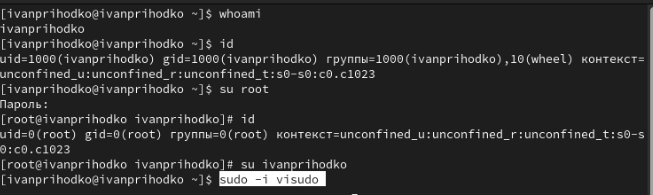 [ivanprihodko@ivanprihodko ~]$ whoami
ivanprihodko
[ivanprihodko@ivanprihodko ~]$ id
uid=1000(ivanprihodko) gid=1000(ivanprihodko) группы=1000(ivanprihodko),10(wheel) контекст=
unconfined_u:unconfined_r:unconfined_t:s0-s0:c0.c1023
[ivanprihodko@ivanprihodko ~]$ su root
Пароль:
[root@ivanprihodko ivanprihodko]# id
uid=0(root) gid=0(root) группы=0(root) контекст=unconfined_u:unconfined_r:unconfined_t:s0-s
0:c0.c1023
[root@ivanprihodko ivanprihodko]# su ivanprihodko
[ivanprihodko@ivanprihodko ~]$ sudo -i visudo